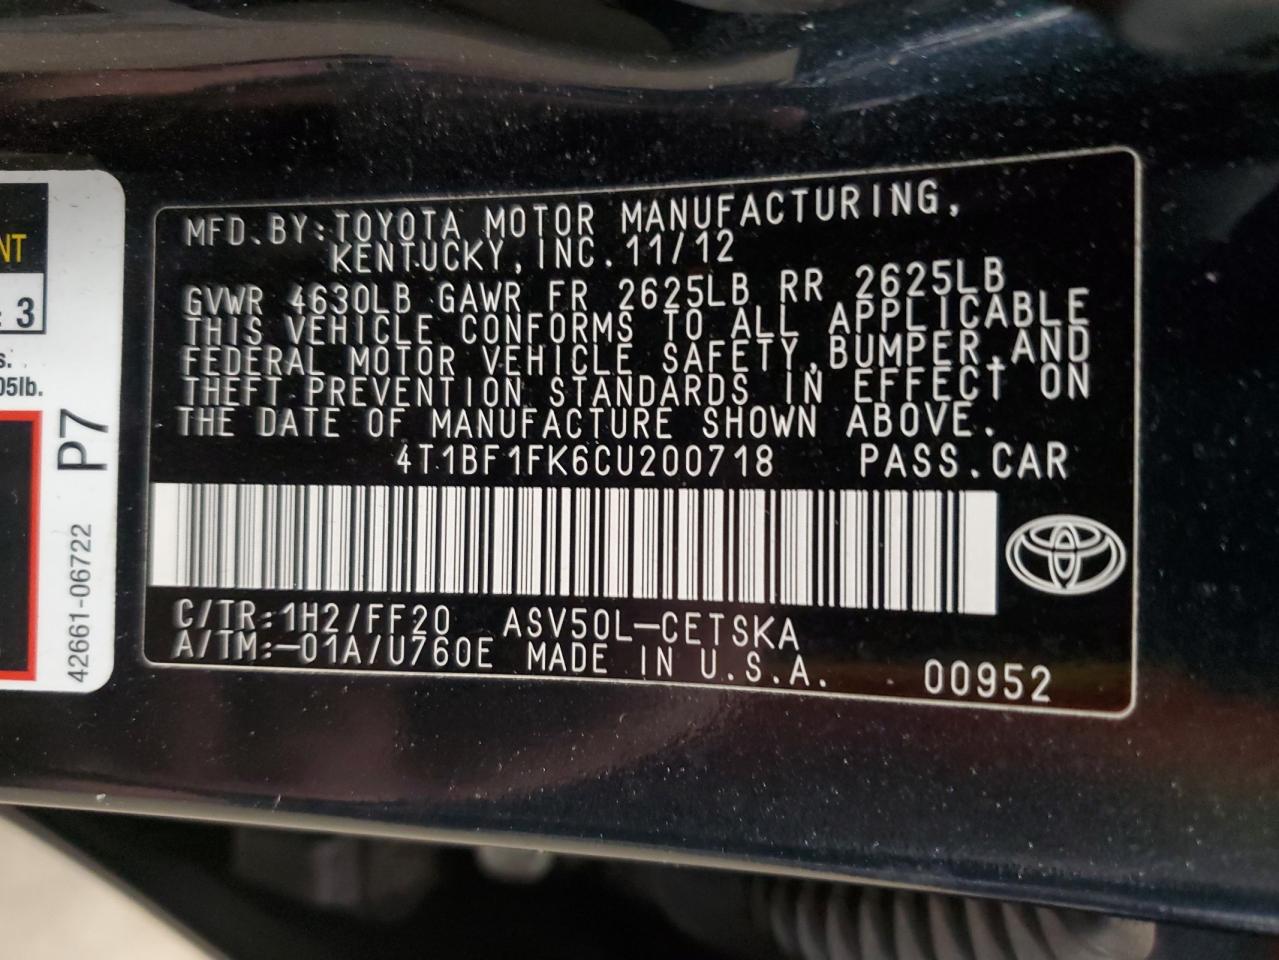 MFD.BY:TOYOTA MOTOR MANUFACTURING,
KENTUCKY,INC.11/12
GVWR 4630LB GAWR FR 2625LB RR 2625LB
THIS VEHICLE CONFORMS TO ALL APPLICABLE
FEDERAL MOTOR VEHICLE SAFETY,BUMPER,AND
THEFT PREVENTION STANDARDS IN EFFECT ON
THE DATE OF MANUFACTURE SHOWN ABOVE.
4T1BF1FK6CU200718 PASS.CAR
C/TR:1H2/FF20 ASV50L-CETSKA
A/TM:-01A/U760E MADE IN U.S.A.
00952
NT
: 3
s.
05lb.
P7
42661-06722